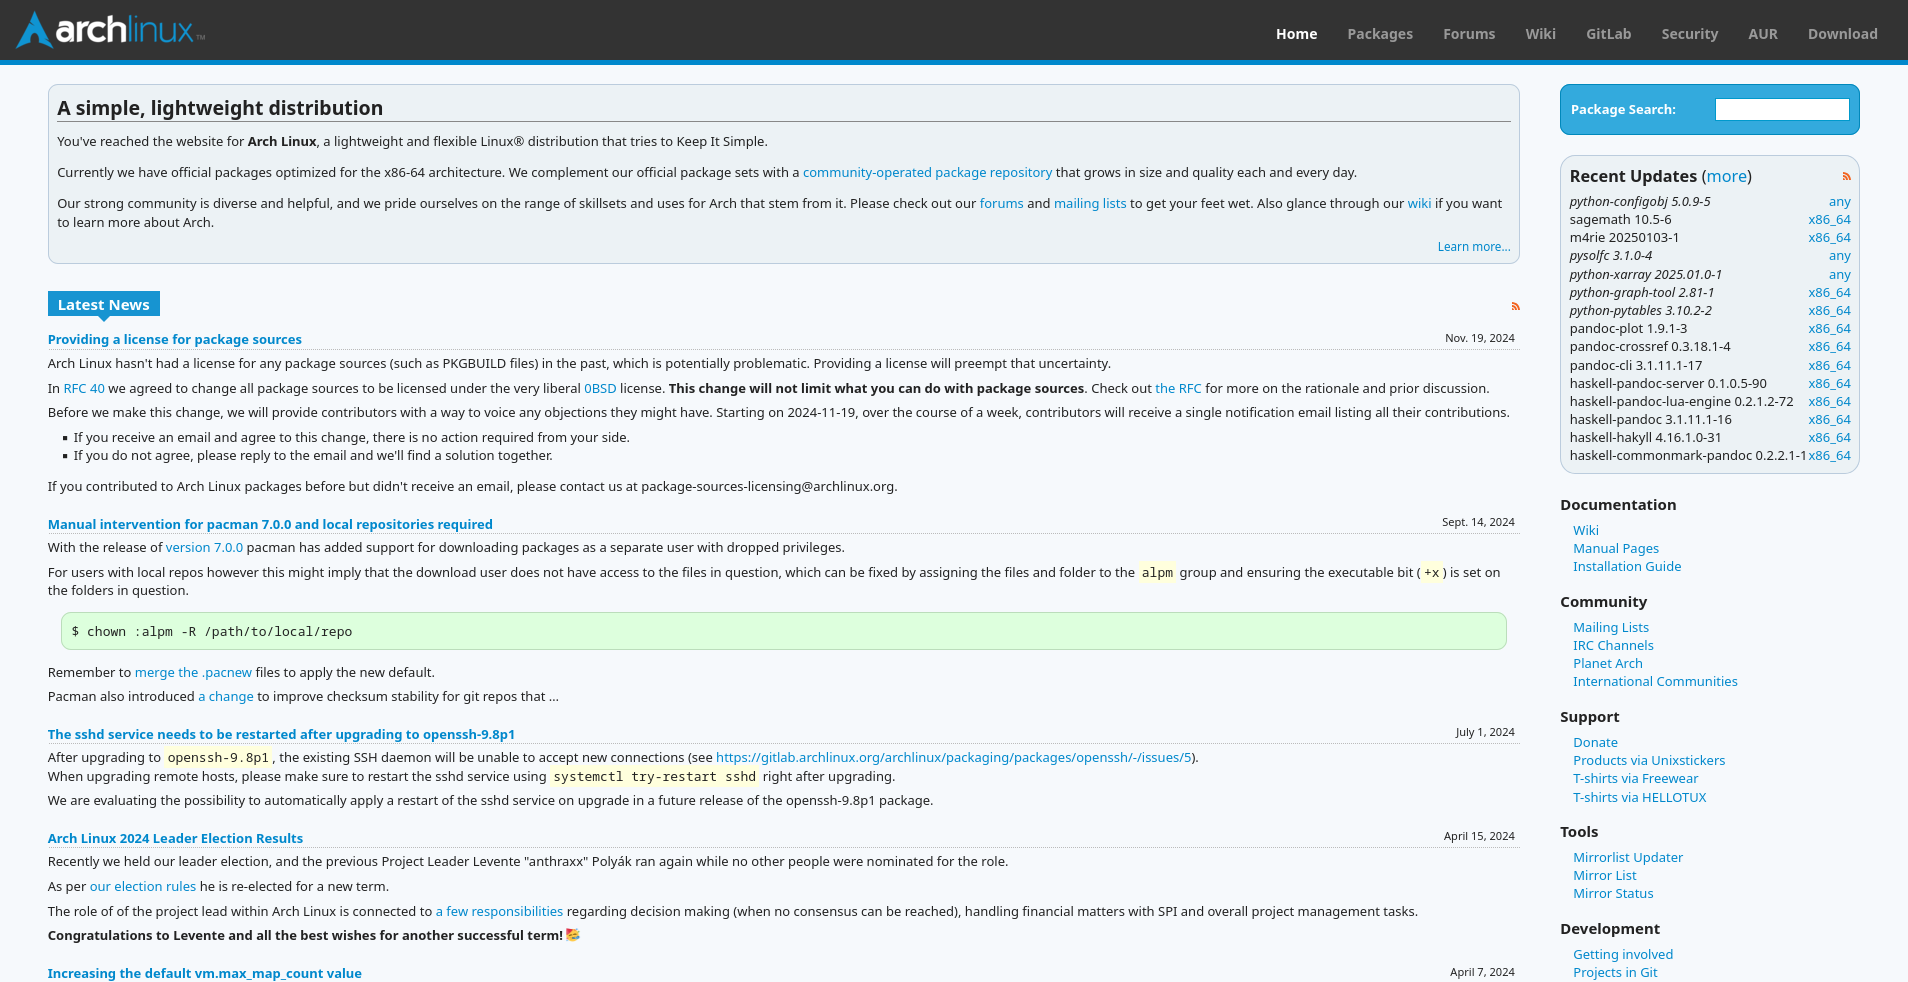 archlinux™
Home Packages Forums Wiki GitLab Security AUR Download
A simple, lightweight distribution
You've reached the website for Arch Linux, a lightweight and flexible Linux® distribution that tries to Keep It Simple.
Currently we have official packages optimized for the x86-64 architecture. We complement our official package sets with a community-operated package repository that grows in size and quality each and every day.
Our strong community is diverse and helpful, and we pride ourselves on the range of skillsets and uses for Arch that stem from it. Please check out our forums and mailing lists to get your feet wet. Also glance through our wiki if you want
to learn more about Arch.
Learn more...
Latest News
Providing a license for package sources Nov. 19, 2024
Arch Linux hasn't had a license for any package sources (such as PKGBUILD files) in the past, which is potentially problematic. Providing a license will preempt that uncertainty.
In RFC 40 we agreed to change all package sources to be licensed under the very liberal 0BSD license. This change will not limit what you can do with package sources. Check out the RFC for more on the rationale and prior discussion.
Before we make this change, we will provide contributors with a way to voice any objections they might have. Starting on 2024-11-19, over the course of a week, contributors will receive a single notification email listing all their contributions.
▪ If you receive an email and agree to this change, there is no action required from your side.
▪ If you do not agree, please reply to the email and we'll find a solution together.
If you contributed to Arch Linux packages before but didn't receive an email, please contact us at package-sources-licensing@archlinux.org.
Manual intervention for pacman 7.0.0 and local repositories required Sept. 14, 2024
With the release of version 7.0.0 pacman has added support for downloading packages as a separate user with dropped privileges.
For users with local repos however this might imply that the download user does not have access to the files in question, which can be fixed by assigning the files and folder to the alpm group and ensuring the executable bit (+x) is set on
the folders in question.
$ chown :alpm -R /path/to/local/repo
Remember to merge the .pacnew files to apply the new default.
Pacman also introduced a change to improve checksum stability for git repos that ...
The sshd service needs to be restarted after upgrading to openssh-9.8p1 July 1, 2024
After upgrading to openssh-9.8p1, the existing SSH daemon will be unable to accept new connections (see https://gitlab.archlinux.org/archlinux/packaging/packages/openssh/-/issues/5).
When upgrading remote hosts, please make sure to restart the sshd service using systemctl try-restart sshd right after upgrading.
We are evaluating the possibility to automatically apply a restart of the sshd service on upgrade in a future release of the openssh-9.8p1 package.
Arch Linux 2024 Leader Election Results April 15, 2024
Recently we held our leader election, and the previous Project Leader Levente "anthraxx" Polyák ran again while no other people were nominated for the role.
As per our election rules he is re-elected for a new term.
The role of of the project lead within Arch Linux is connected to a few responsibilities regarding decision making (when no consensus can be reached), handling financial matters with SPI and overall project management tasks.
Congratulations to Levente and all the best wishes for another successful term! 🥳
Increasing the default vm.max_map_count value April 7, 2024
Package Search:
Recent Updates (more)
python-configobj 5.0.9-5 any
sagemath 10.5-6 x86_64
m4rie 20250103-1 x86_64
pysolfc 3.1.0-4 any
python-xarray 2025.01.0-1 any
python-graph-tool 2.81-1 x86_64
python-pytables 3.10.2-2 x86_64
pandoc-plot 1.9.1-3 x86_64
pandoc-crossref 0.3.18.1-4 x86_64
pandoc-cli 3.1.11.1-17 x86_64
haskell-pandoc-server 0.1.0.5-90 x86_64
haskell-pandoc-lua-engine 0.2.1.2-72 x86_64
haskell-pandoc 3.1.11.1-16 x86_64
haskell-hakyll 4.16.1.0-31 x86_64
haskell-commonmark-pandoc 0.2.2.1-1 x86_64
Documentation
Wiki
Manual Pages
Installation Guide
Community
Mailing Lists
IRC Channels
Planet Arch
International Communities
Support
Donate
Products via Unixstickers
T-shirts via Freewear
T-shirts via HELLOTUX
Tools
Mirrorlist Updater
Mirror List
Mirror Status
Development
Getting involved
Projects in Git